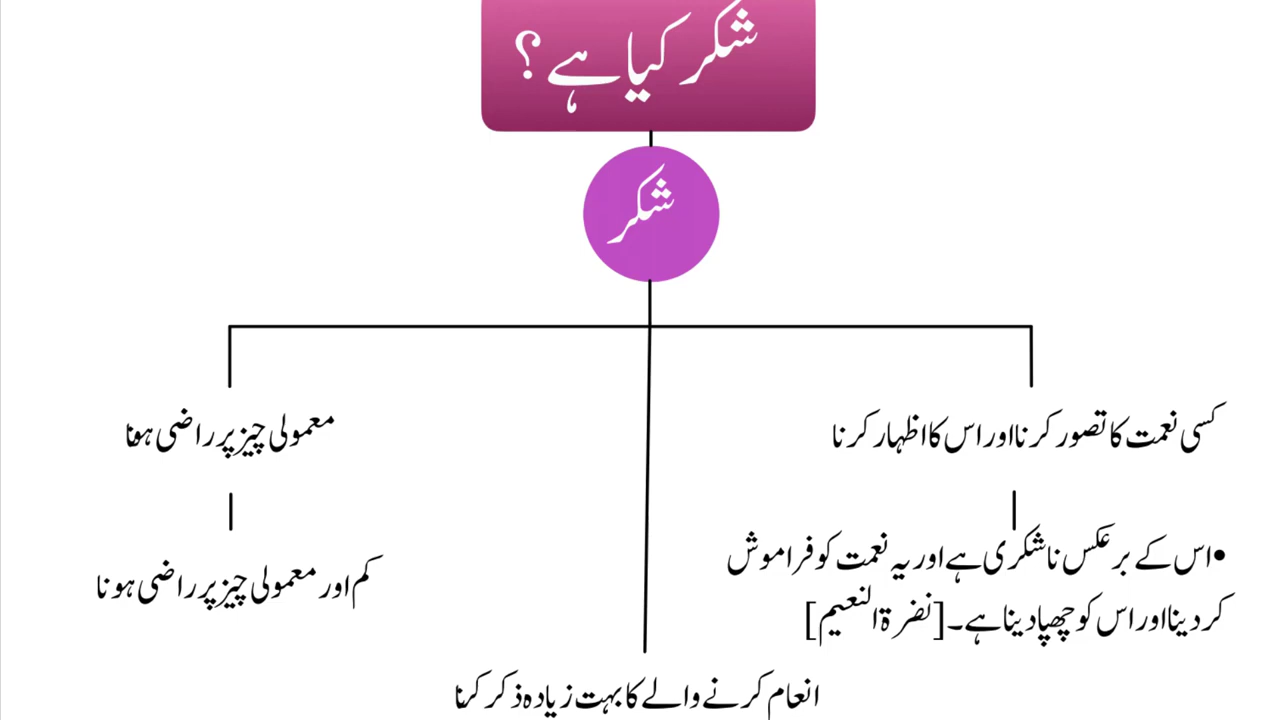 شکر کیا ہے؟
شکر
کسی نعمت کا تصور کرنا اور اس کا اظہار کرنا
•اس کے برعکس ناشکری ہے اور یہ نعمت کو فراموش
کر دینا اور اس کو چھپا دینا ہے۔ [نضرۃ النعیم]
انعام کرنے والے کا بہت زیادہ ذکر کرنا
معمولی چیز پر راضی ہونا
کم اور معمولی چیز پر راضی ہونا